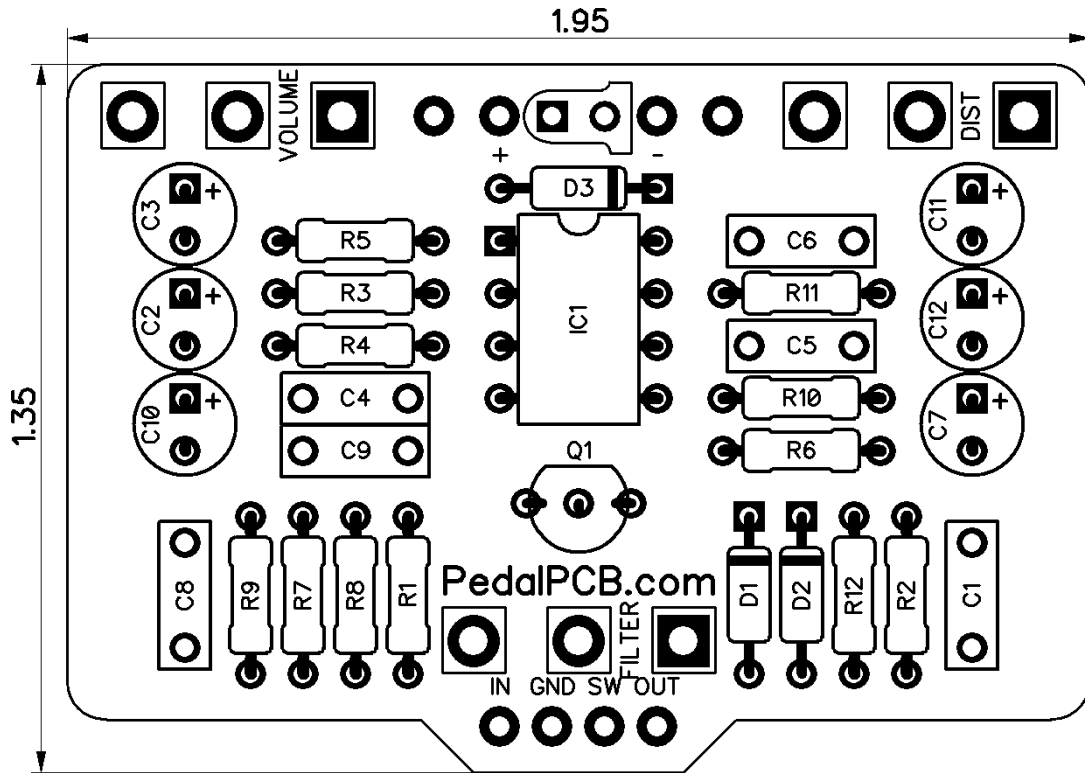 1.95
VOLUME
DIST
+ -
D3
C3 +
C11 +
R5
C6
R3
R11
C2 +
IC1
C12 +
R4
C5
C4
R10
C10 +
C7 +
C9
R6
Q1
PedalPCB.com
C8
R9
R7
R8
R1
D1
D2
R12
R2
C1
FILTER
IN GND SW OUT
1.35